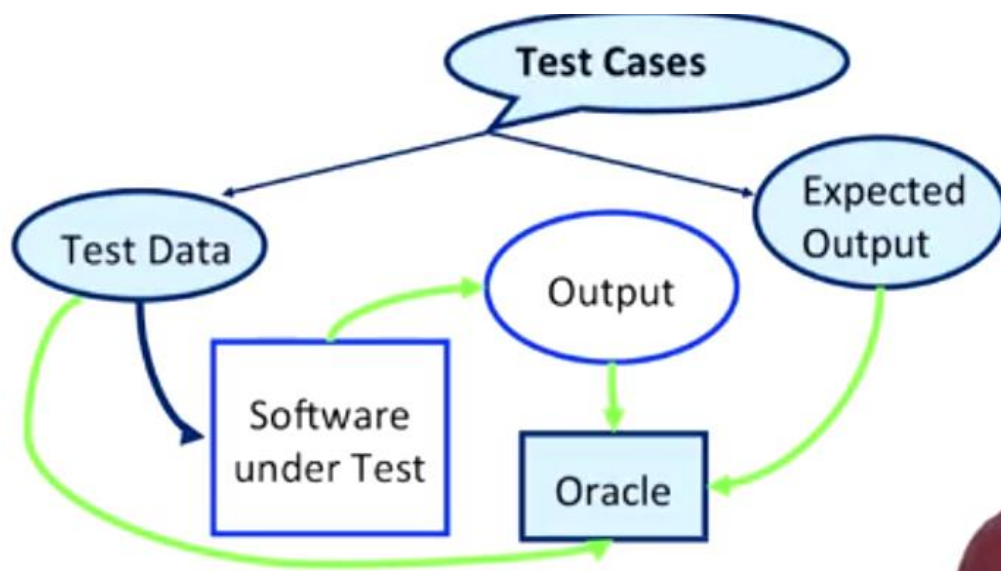 Test Cases
Test Data
Expected
Output
Output
Software
under Test
Oracle